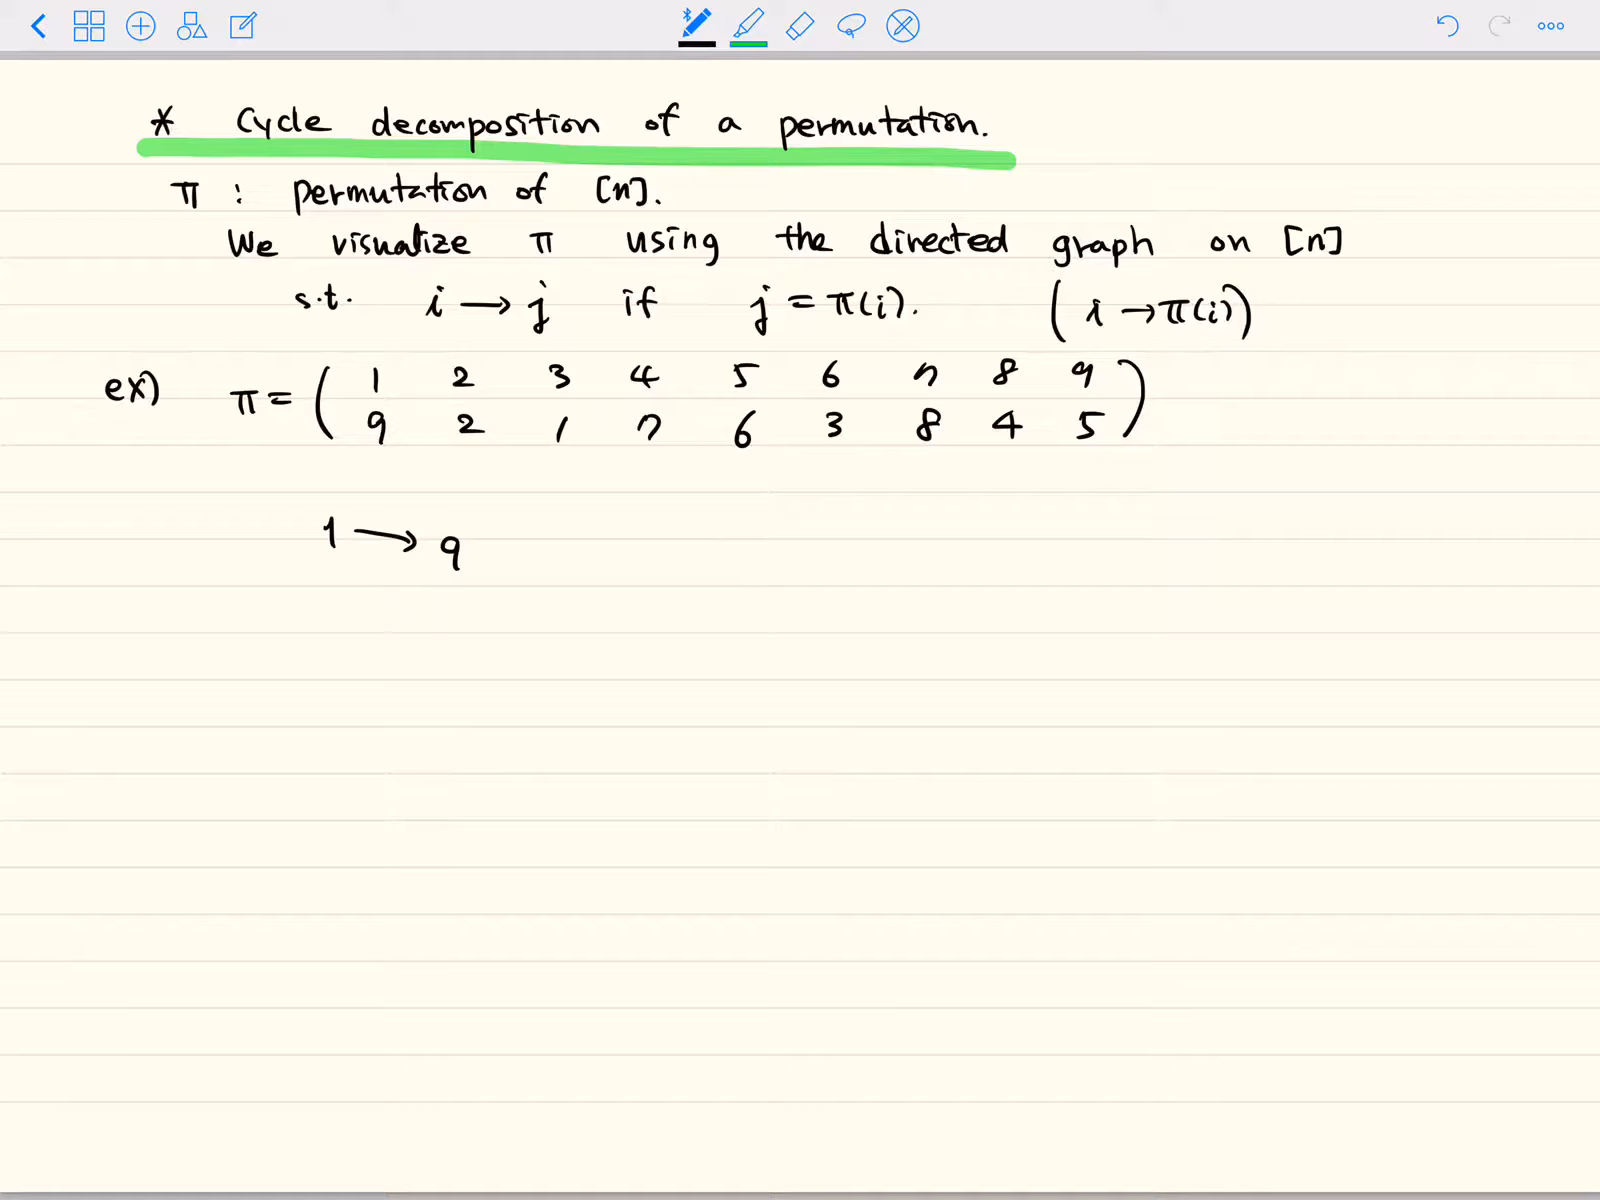 * Cycle decomposition of a permutation.
π : permutation of [n].
We visualize π using the directed graph on [n]
s.t. i → j if j = π(i). (i → π(i))
ex) π = ( 1 2 3 4 5 6 7 8 9
9 2 1 7 6 3 8 4 5 )
1 → 9